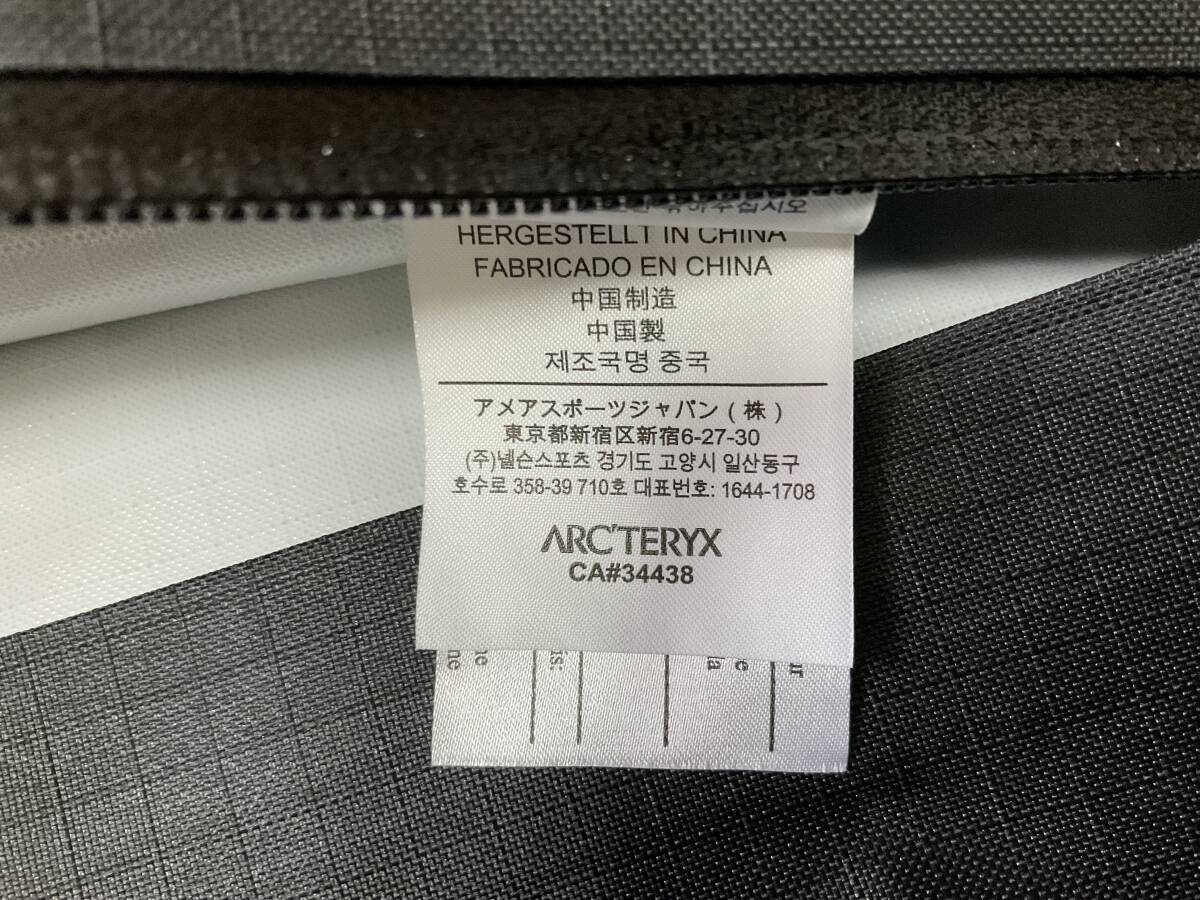 주십시오
HERGESTELLT IN CHINA
FABRICADO EN CHINA
中国制造
中国製
제조국명 중국
アメアスポーツジャパン ( 株 )
東京都新宿区新宿6-27-30
(주)넬슨스포츠 경기도 고양시 일산동구
호수로 358-39 710호 대표번호: 1644-1708
ARC'TERYX
CA#34438